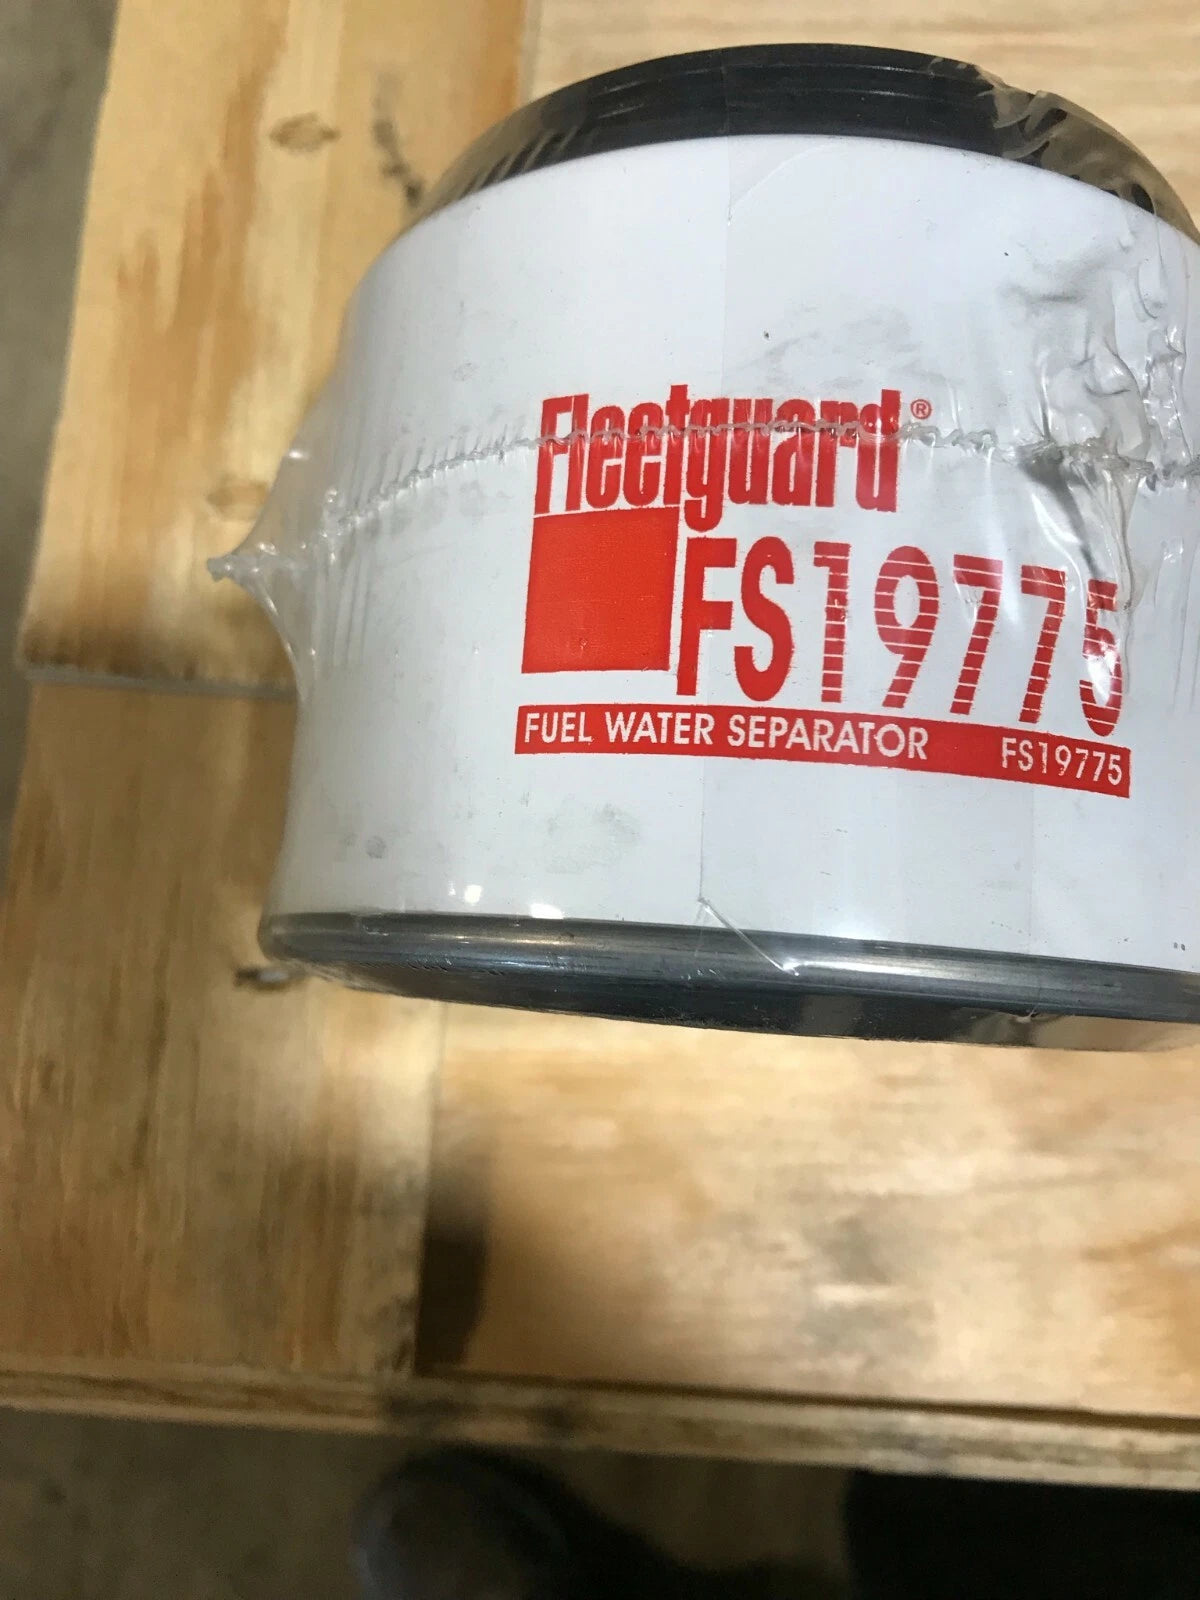 Fleetguard®
FS19775
FUEL WATER SEPARATOR FS19775